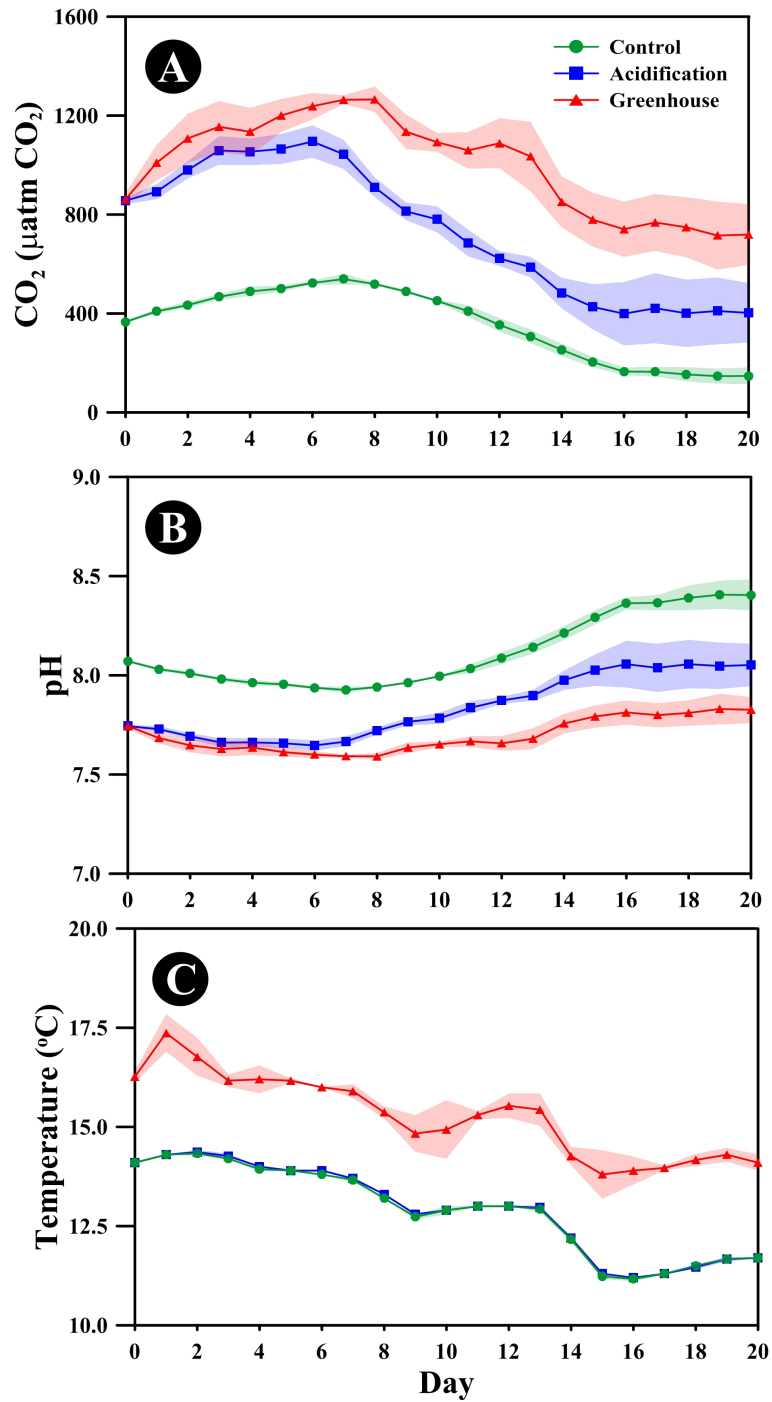 1600
A
Control
Acidification
Greenhouse
1200
800
400
0
CO₂ (μatm CO₂)
0 2 4 6 8 10 12 14 16 18 20
9.0
B
8.5
8.0
7.5
7.0
pH
0 2 4 6 8 10 12 14 16 18 20
20.0
C
17.5
15.0
12.5
10.0
Temperature (ºC)
0 2 4 6 8 10 12 14 16 18 20
Day